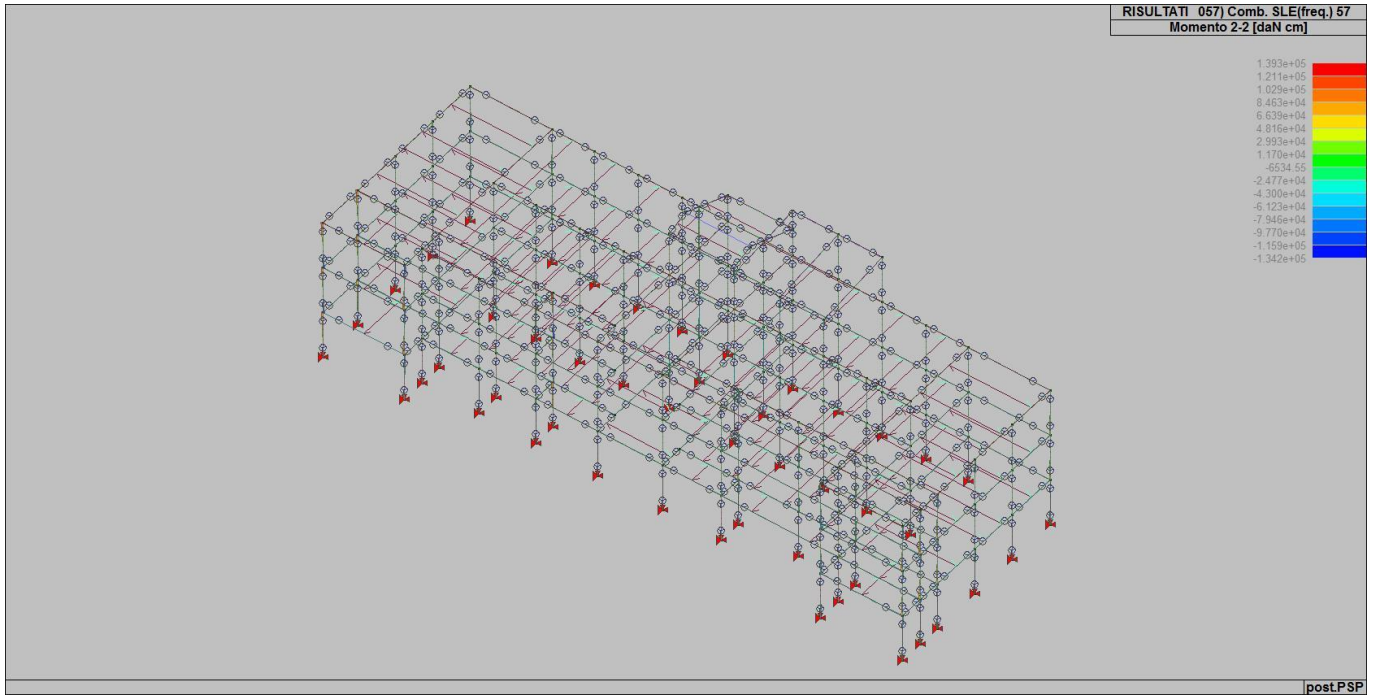 RISULTATI 057) Comb. SLE(freq.) 57
Momento 2-2 [daN cm]
1.393e+05
1.211e+05
1.029e+05
8.463e+04
6.639e+04
4.816e+04
2.993e+04
1.170e+04
-6534.55
-2.477e+04
-4.300e+04
-6.123e+04
-7.946e+04
-9.770e+04
-1.159e+05
-1.342e+05
post.PSP